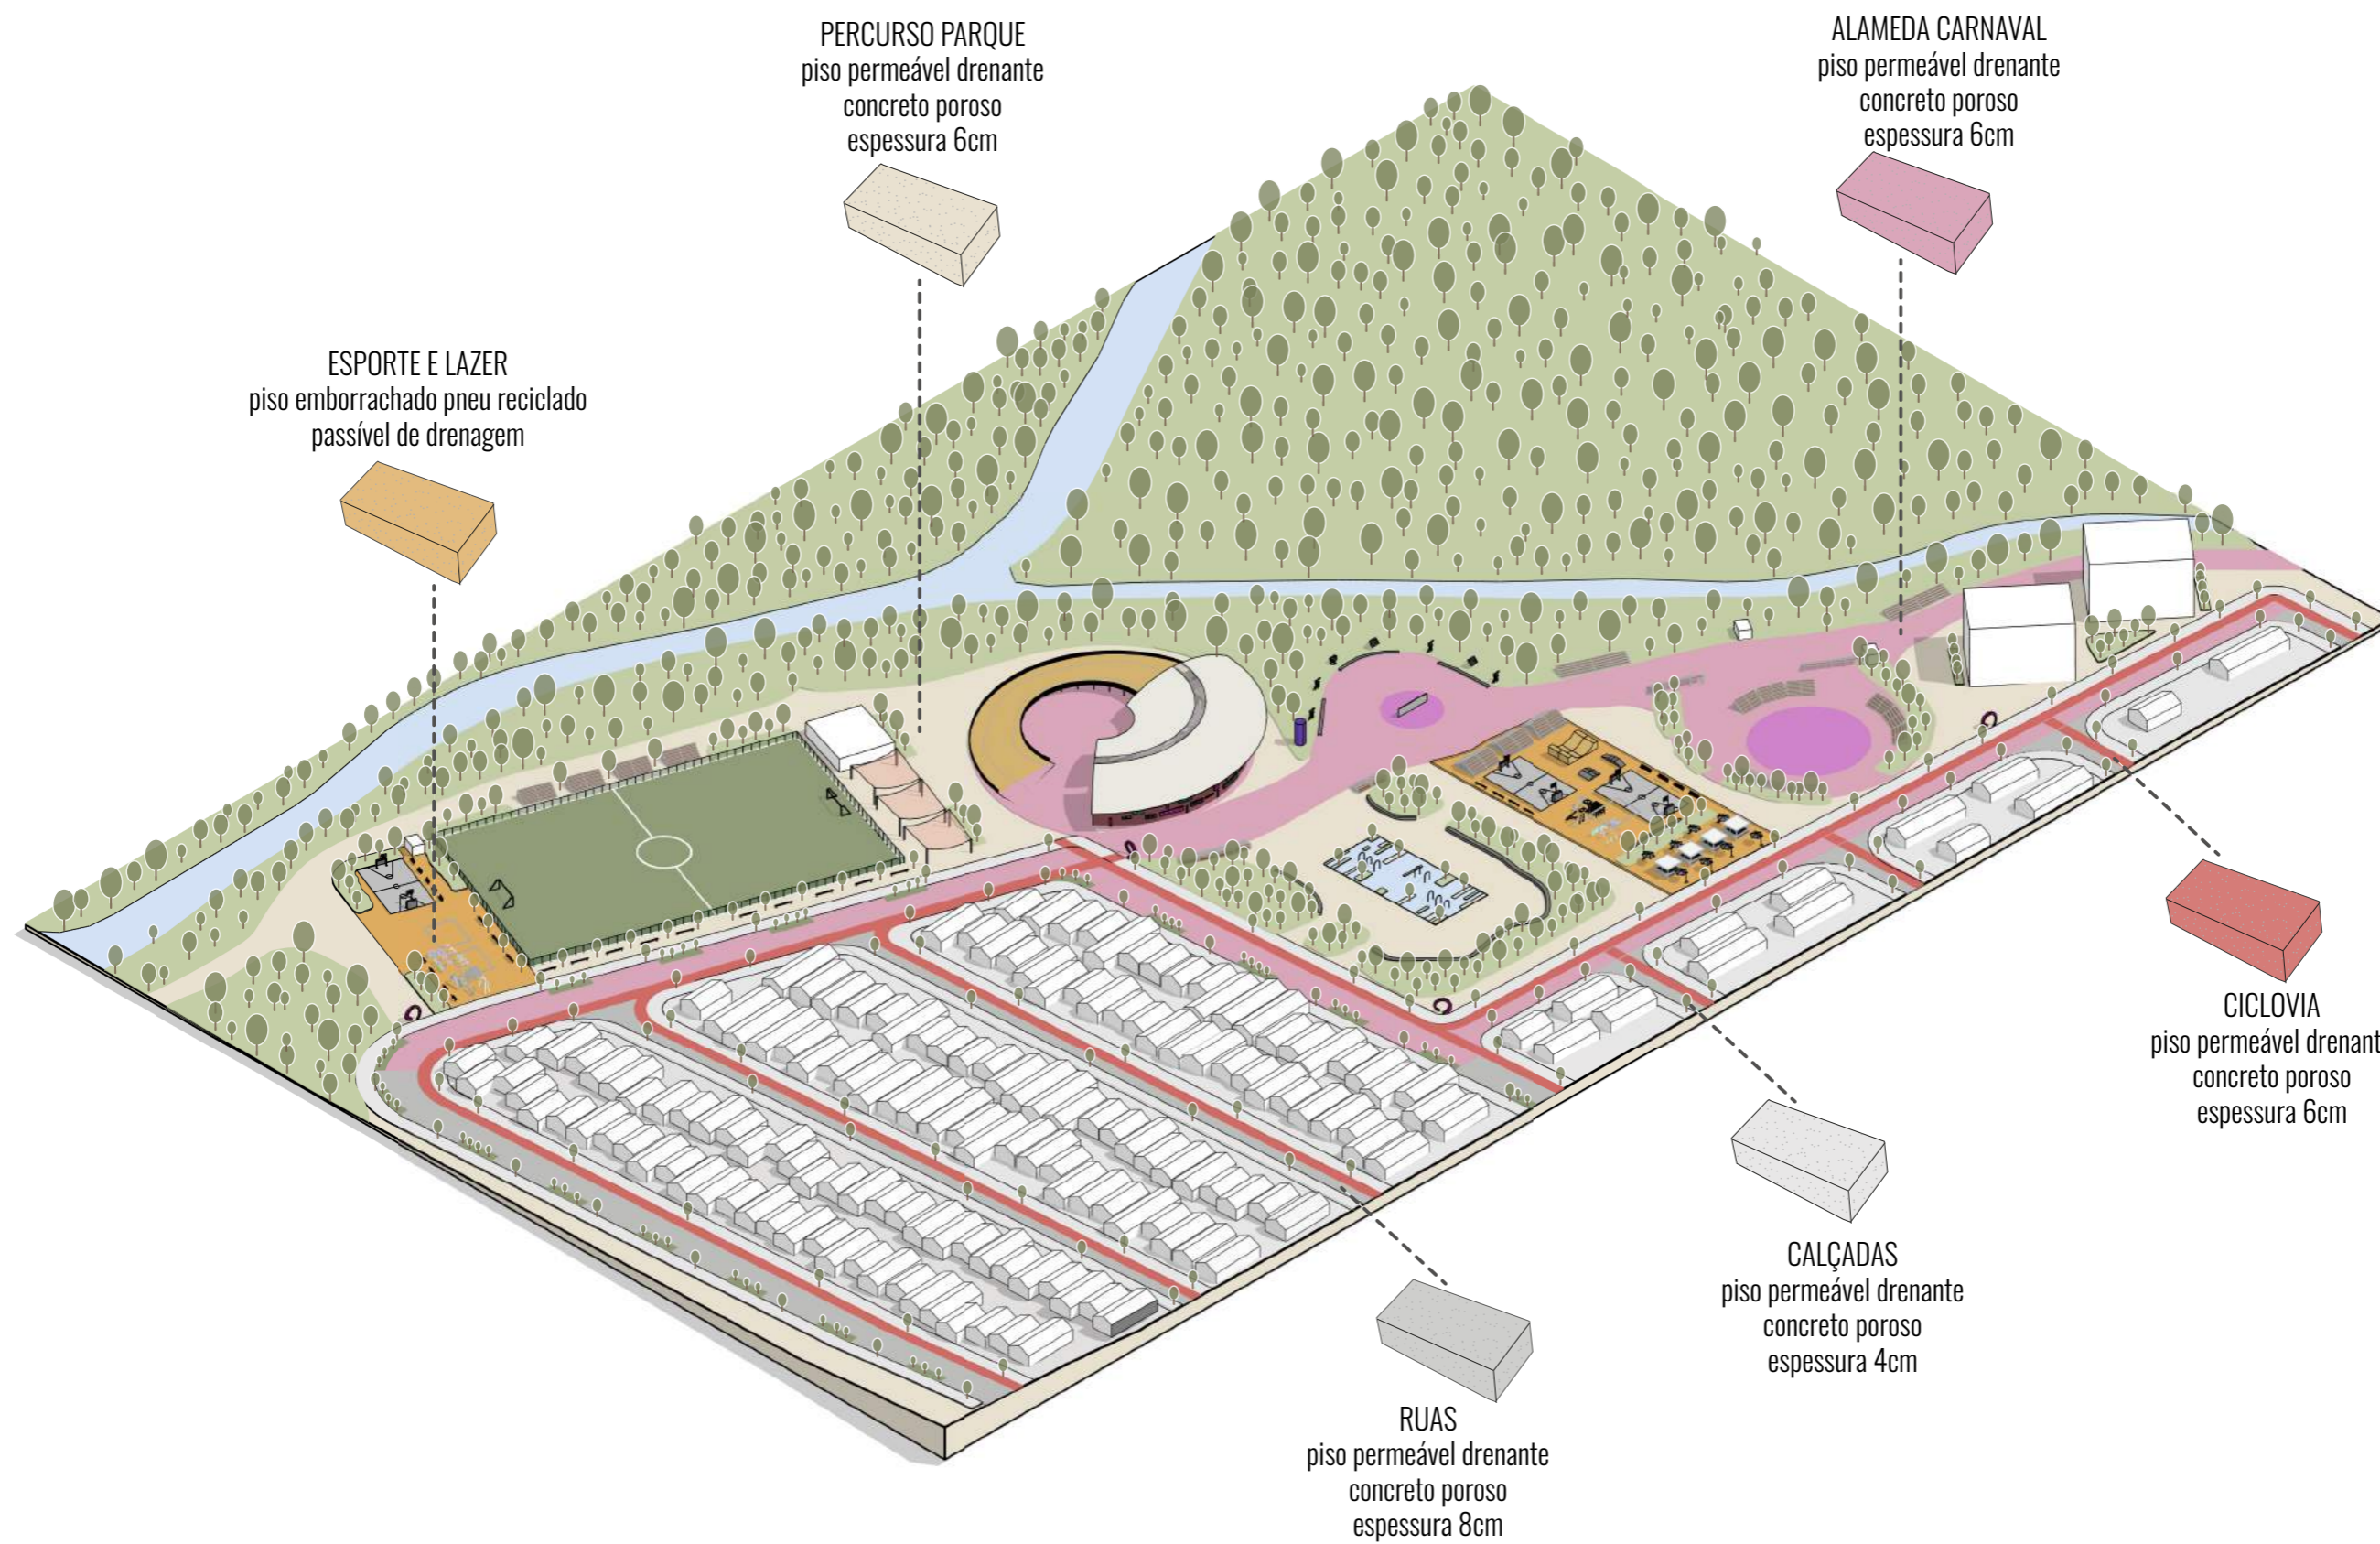 PERCURSO PARQUE
piso permeável drenante
concreto poroso
espessura 6cm
ALAMEDA CARNAVAL
piso permeável drenante
concreto poroso
espessura 6cm
ESPORTE E LAZER
piso emborrachado pneu reciclado
passível de drenagem
CICLOVIA
piso permeável drenant
concreto poroso
espessura 6cm
CALÇADAS
piso permeável drenante
concreto poroso
espessura 4cm
RUAS
piso permeável drenante
concreto poroso
espessura 8cm